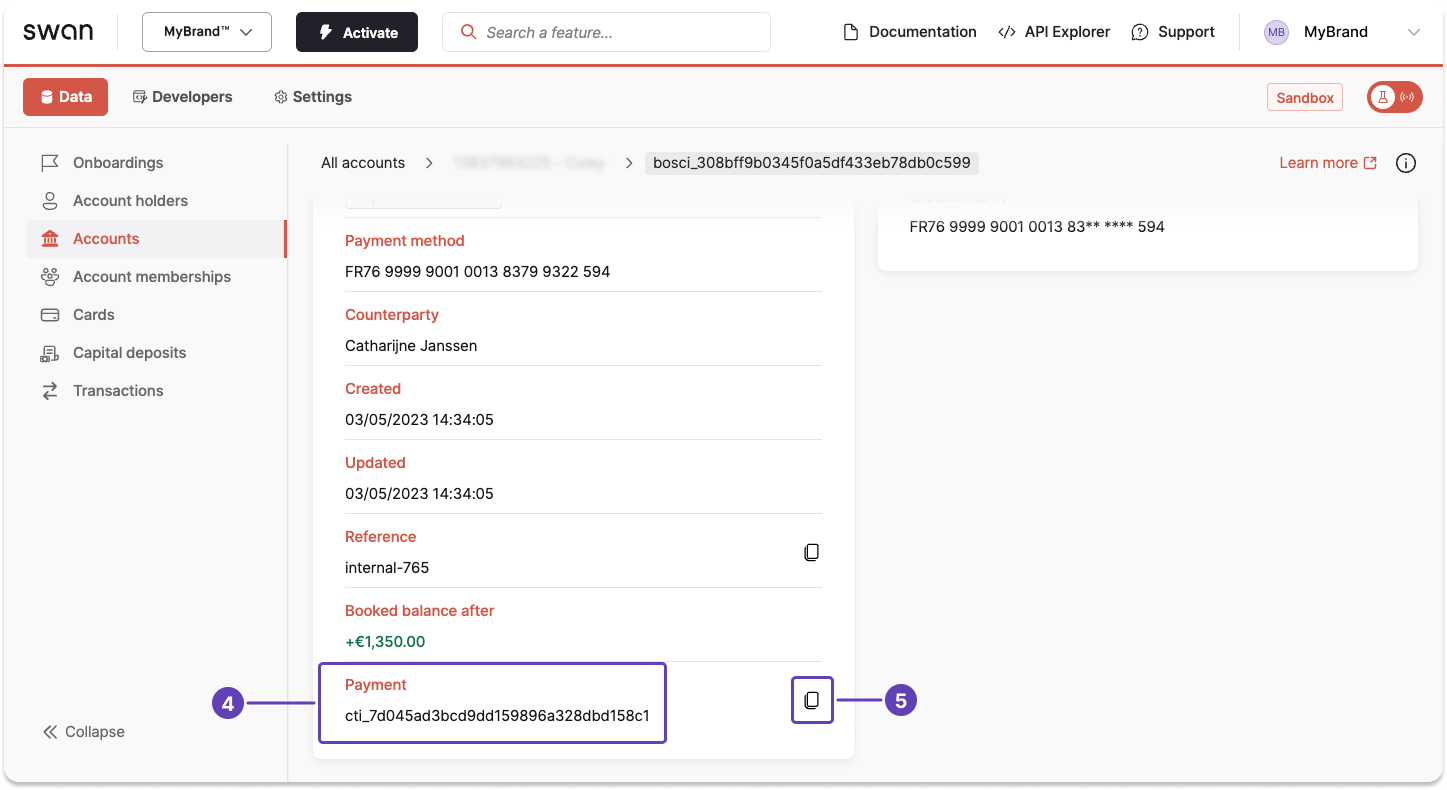 swan
MyBrand™
Activate
Search a feature...
Documentation
API Explorer
Support
MB
MyBrand
Data
Developers
Settings
Sandbox
Onboardings
Account holders
Accounts
Account memberships
Cards
Capital deposits
Transactions
Collapse
All accounts
bosci_308bff9b0345f0a5df433eb78db0c599
Learn more
Payment method
FR76 9999 9001 0013 8379 9322 594
Counterparty
Catharijne Janssen
Created
03/05/2023 14:34:05
Updated
03/05/2023 14:34:05
Reference
internal-765
Booked balance after
+€1,350.00
4
Payment
cti_7d045ad3bcd9dd159896a328dbd158c1
5
FR76 9999 9001 0013 83** **** 594